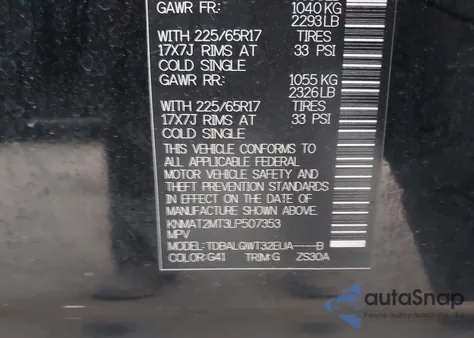 GAWR FR: 1040 KG
2293 LB
WITH 225/65R17 TIRES
17X7J RIMS AT 33 PSI
COLD SINGLE
GAWR RR: 1055 KG
2326 LB
WITH 225/65R17 TIRES
17X7J RIMS AT 33 PSI
COLD SINGLE
THIS VEHICLE CONFORMS TO
ALL APPLICABLE FEDERAL
MOTOR VEHICLE SAFETY AND
THEFT PREVENTION STANDARDS
IN EFFECT ON THE DATE OF
MANUFACTURE SHOWN ABOVE.
KNMAT2MT3LP507353
MPV
MODEL: TDBALQWT32EUA----B
COLOR:G41 TRIM:G ZS30A
autaSnap